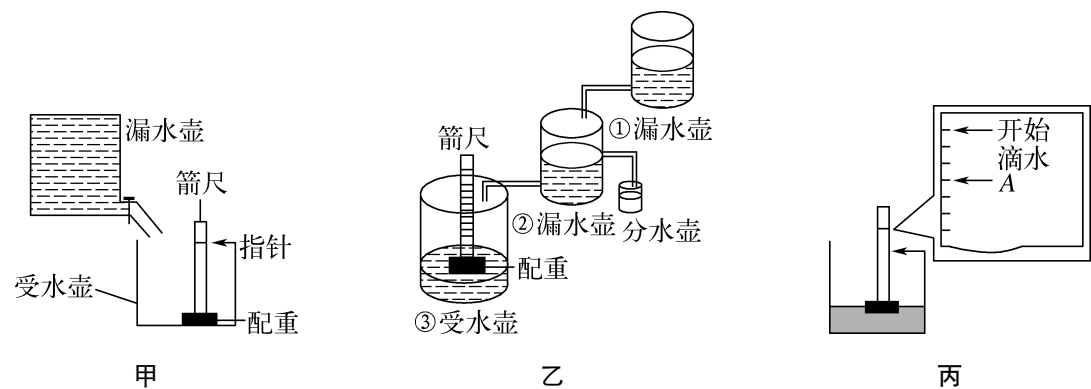 漏水壶
箭尺
指针
受水壶
配重
甲
①漏水壶
箭尺
②漏水壶
分水壶
配重
③受水壶
乙
开始
滴水
A
丙